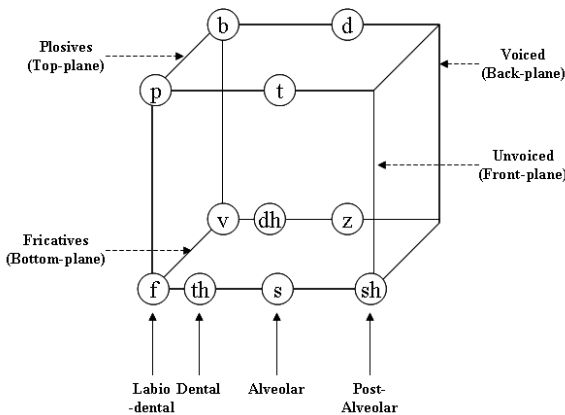 b
d
Plosives
(Top-plane)
Voiced
(Back-plane)
p
t
Unvoiced
(Front-plane)
v
dh
z
Fricatives
(Bottom-plane)
f
th
s
sh
Labio
-dental
Dental
Alveolar
Post-
Alveolar